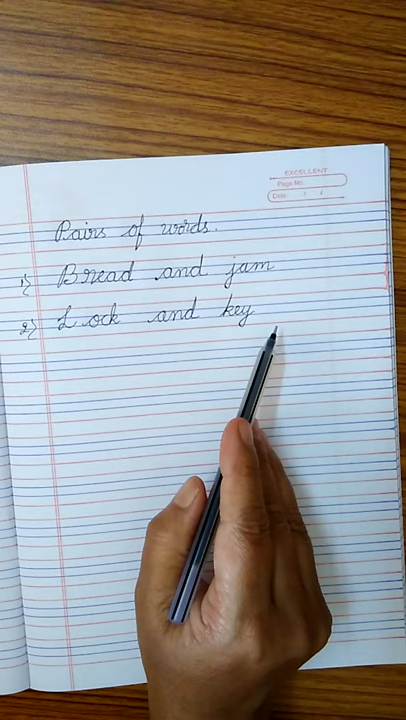 EXCELLENT
Page No.
Date / /
Pairs of words.
1) Bread and jam
2) Lock and key